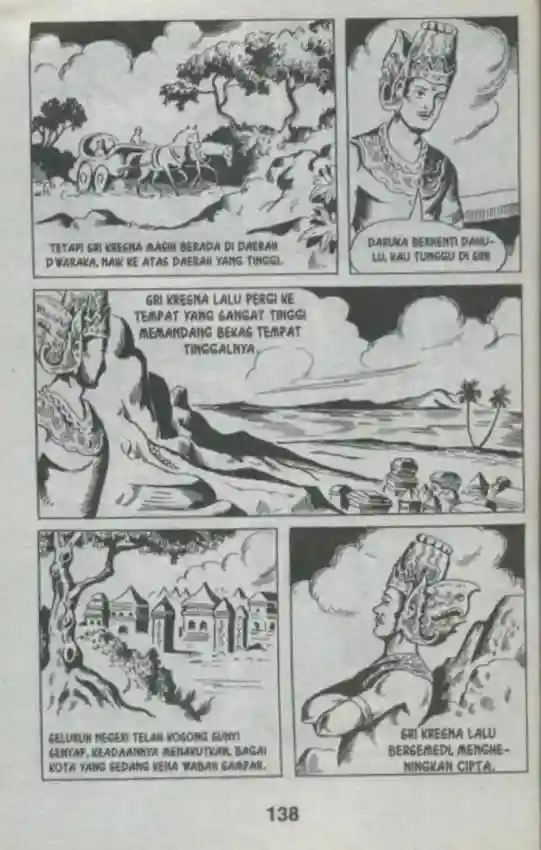 TETAPI SRI KRESNA MASIH BERADA DI DAERAH
DWARAKA, NAIK KE ATAS DAERAH YANG TINGGI.
DARUKA BERHENTI DAHU-
LU, KAU TUNGGU DI SINI
SRI KRESNA LALU PERGI KE
TEMPAT YANG SANGAT TINGGI
MEMANDANG BEKAS TEMPAT
TINGGALNYA
SELURUH NEGERI TELAH KOSONG SUNYI
SENYAP, KEADAANNYA MENAKUTKAN, BAGAI
KOTA YANG SEDANG KENA WABAH SAMPAR.
SRI KRESNA LALU
BERSEMEDI, MENGHE-
NINGKAN CIPTA.
138